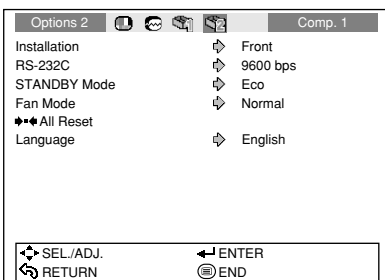 Options 2 Comp. 1
Installation Front
RS-232C 9600 bps
STANDBY Mode Eco
Fan Mode Normal
All Reset
Language English
SEL./ADJ. ENTER
RETURN END